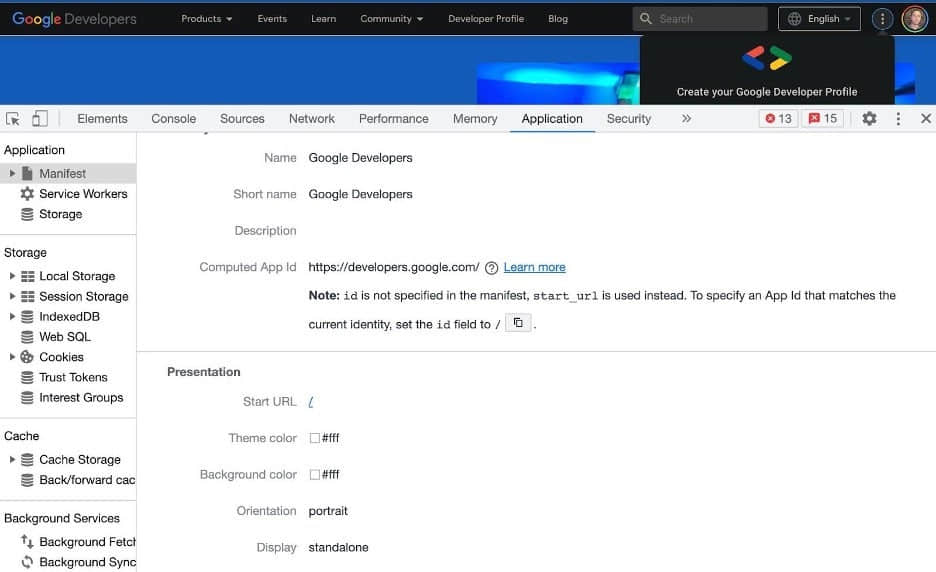 Google Developers Products Events Learn Community Developer Profile Blog Search English
Create your Google Developer Profile
Elements Console Sources Network Performance Memory Application Security » 13 15
Application
Manifest
Service Workers
Storage
Storage
Local Storage
Session Storage
IndexedDB
Web SQL
Cookies
Trust Tokens
Interest Groups
Cache
Cache Storage
Back/forward cac
Background Services
Background Fetch
Background Sync
Name Google Developers
Short name Google Developers
Description
Computed App Id https://developers.google.com/ Learn more
Note: id is not specified in the manifest, start_url is used instead. To specify an App Id that matches the
current identity, set the id field to / .
Presentation
Start URL /
Theme color #fff
Background color #fff
Orientation portrait
Display standalone